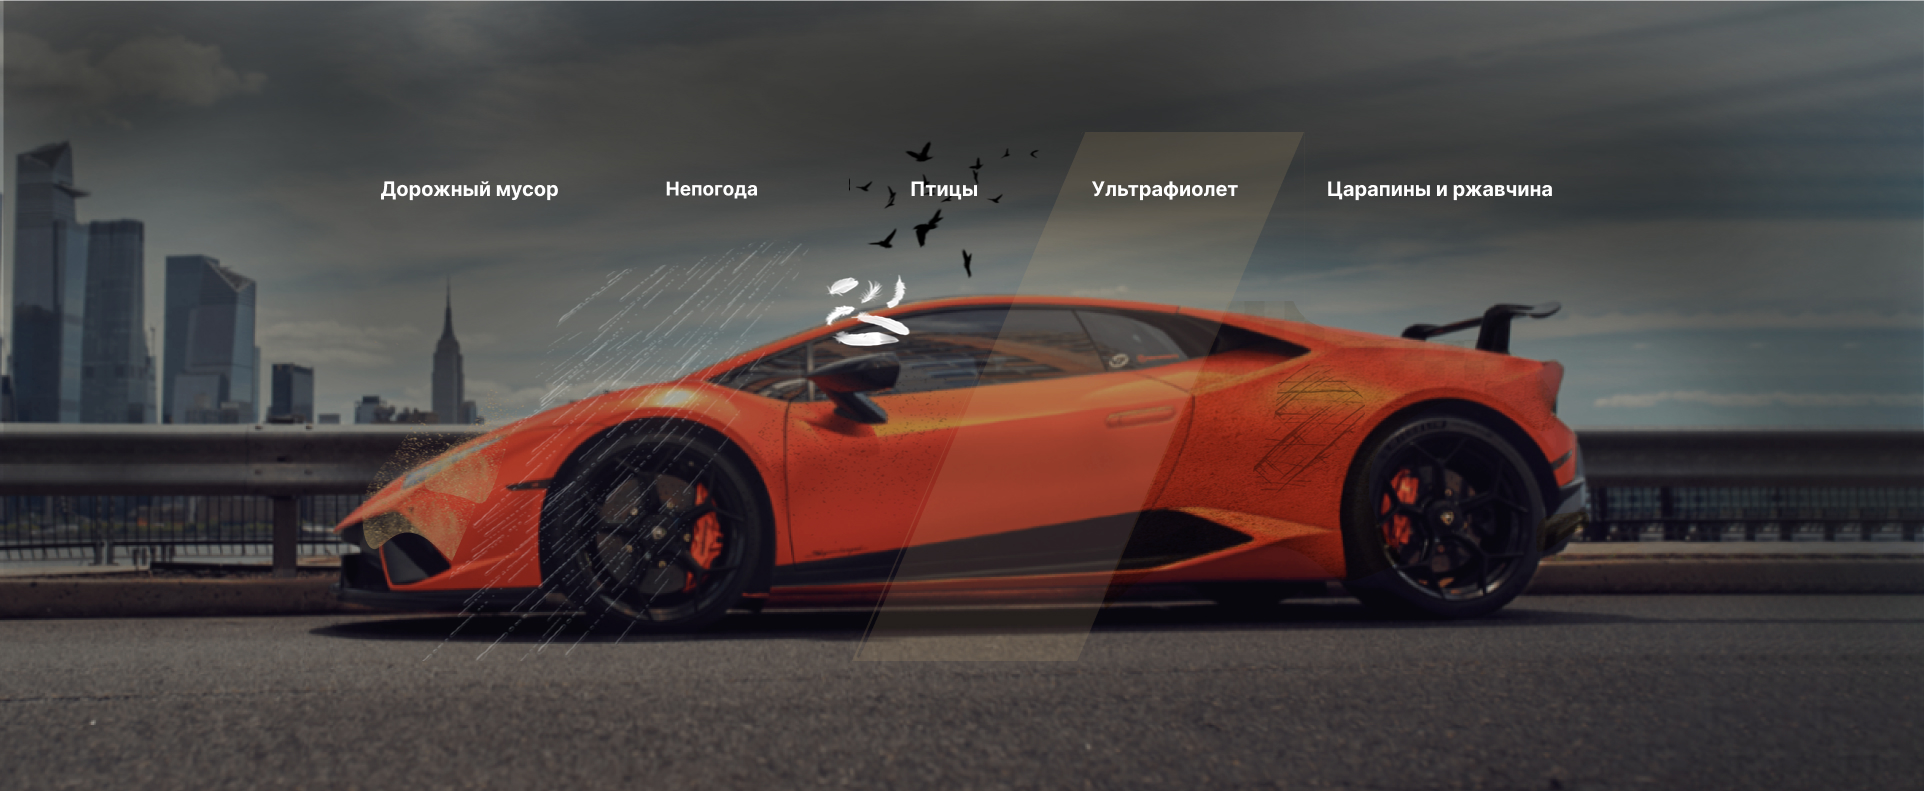 Дорожный мусор
Непогода
Птицы
Ультрафиолет
Царапины и ржавчина